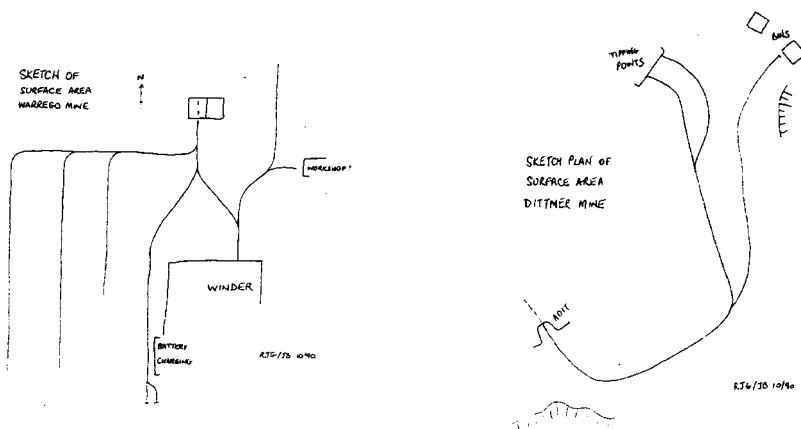 SKETCH OF
SURFACE AREA
WARREGO MINE
N
WORKSHOP?
WINDER
BATTERY
CHARGING
RJG/JB 10/90
TIPPING
POINTS
BINS
SKETCH PLAN OF
SURFACE AREA
DITTMER MINE
ADIT
RJG/JB 10/90